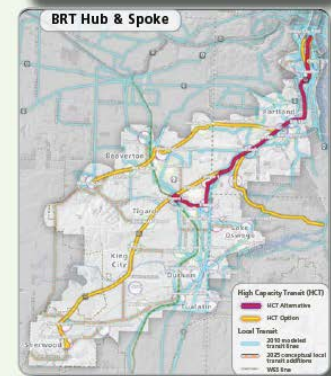 BRT Hub & Spoke
Portland
Beaverton
Tigard
Lake
Oswego
King
City
Durham
Tualatin
Sherwood
High Capacity Transit (HCT)
HCT Alternative
HCT Option
Local Transit
2010 modeled
transit lines
2025 conceptual local
transit additions
WES line